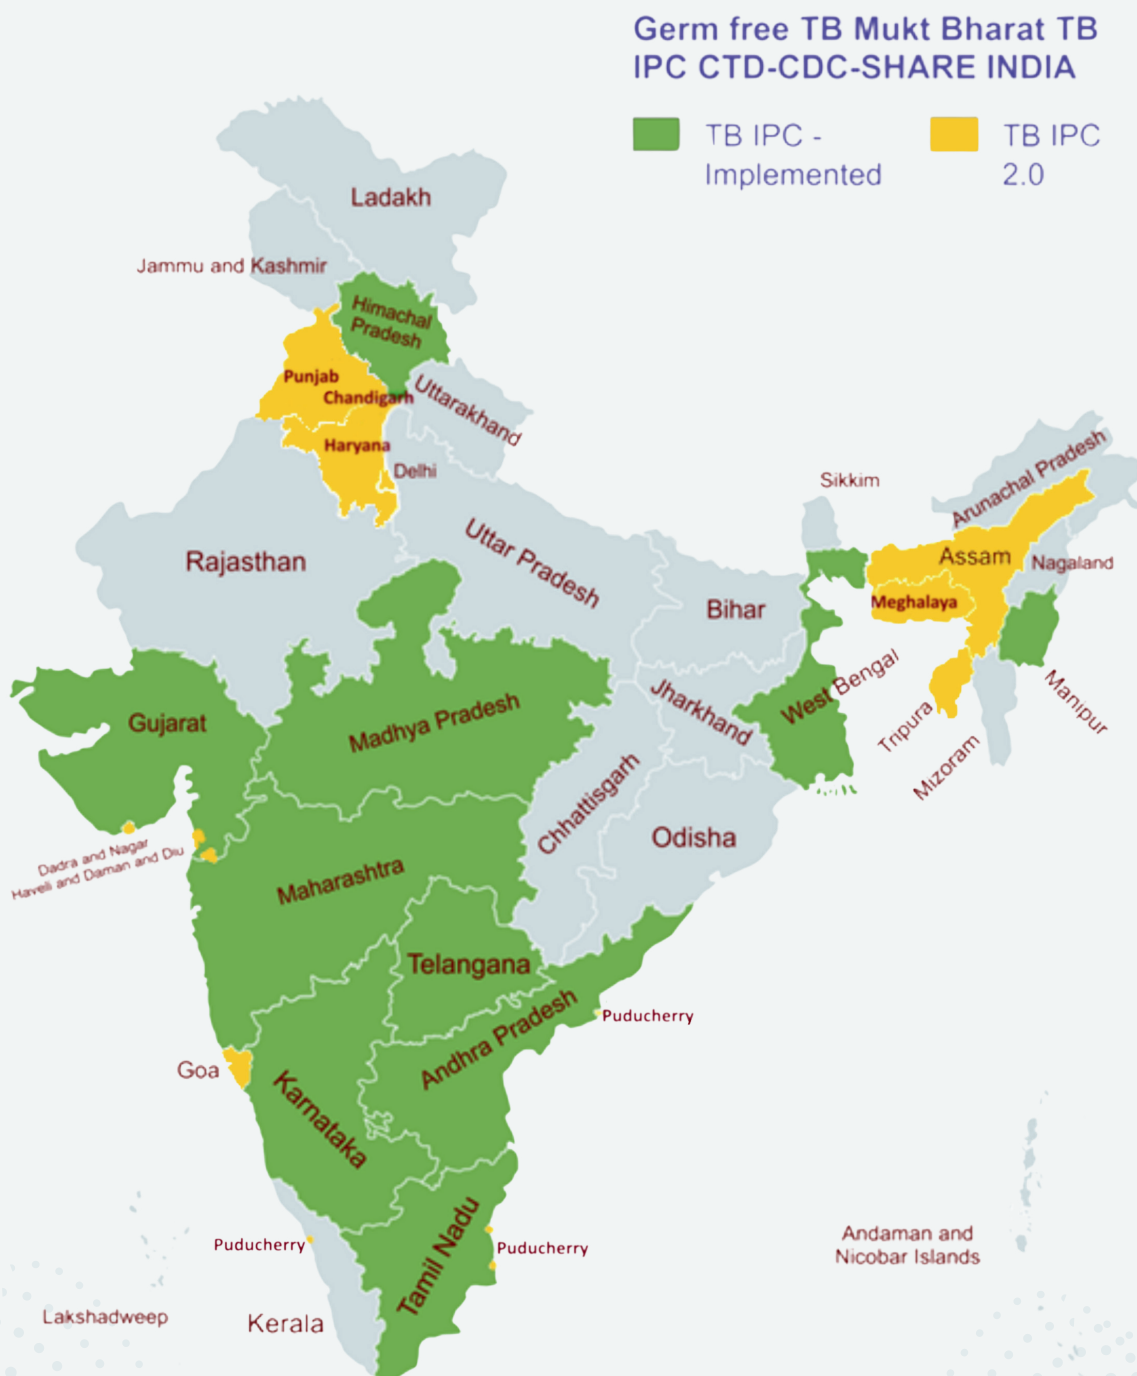 Germ free TB Mukt Bharat TB
IPC CTD-CDC-SHARE INDIA
TB IPC -
Implemented
TB IPC
2.0
Ladakh
Jammu and Kashmir
Himachal
Pradesh
Punjab
Chandigarh
Uttarakhand
Haryana
Delhi
Sikkim
Arunachal Pradesh
Rajasthan
Uttar Pradesh
Assam
Nagaland
Bihar
Meghalaya
West Bengal
Manipur
Tripura
Mizoram
Gujarat
Madhya Pradesh
Jharkhand
Chhattisgarh
Odisha
Dadra and Nagar
Haveli and Daman and Diu
Maharashtra
Telangana
Andhra Pradesh
Puducherry
Goa
Karnataka
Tamil Nadu
Puducherry
Puducherry
Andaman and
Nicobar Islands
Lakshadweep
Kerala